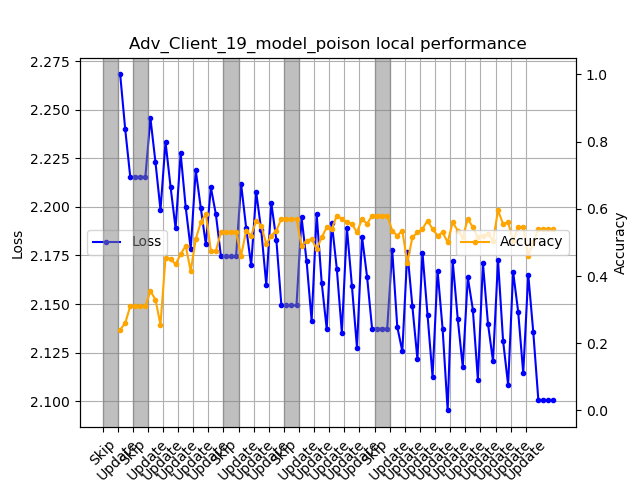 Adv_Client_19_model_poison local performance
2.275
2.250
2.225
2.200
2.175
2.150
2.125
2.100
Loss
1.0
0.8
0.6
0.4
0.2
0.0
Accuracy
Loss
Accuracy
Skip
Update
Skip
Update
Update
Update
Update
Update
Skip
Update
Update
Update
Skip
Update
Update
Update
Update
Update
Skip
Update
Update
Update
Update
Update
Update
Update
Update
Update
Update